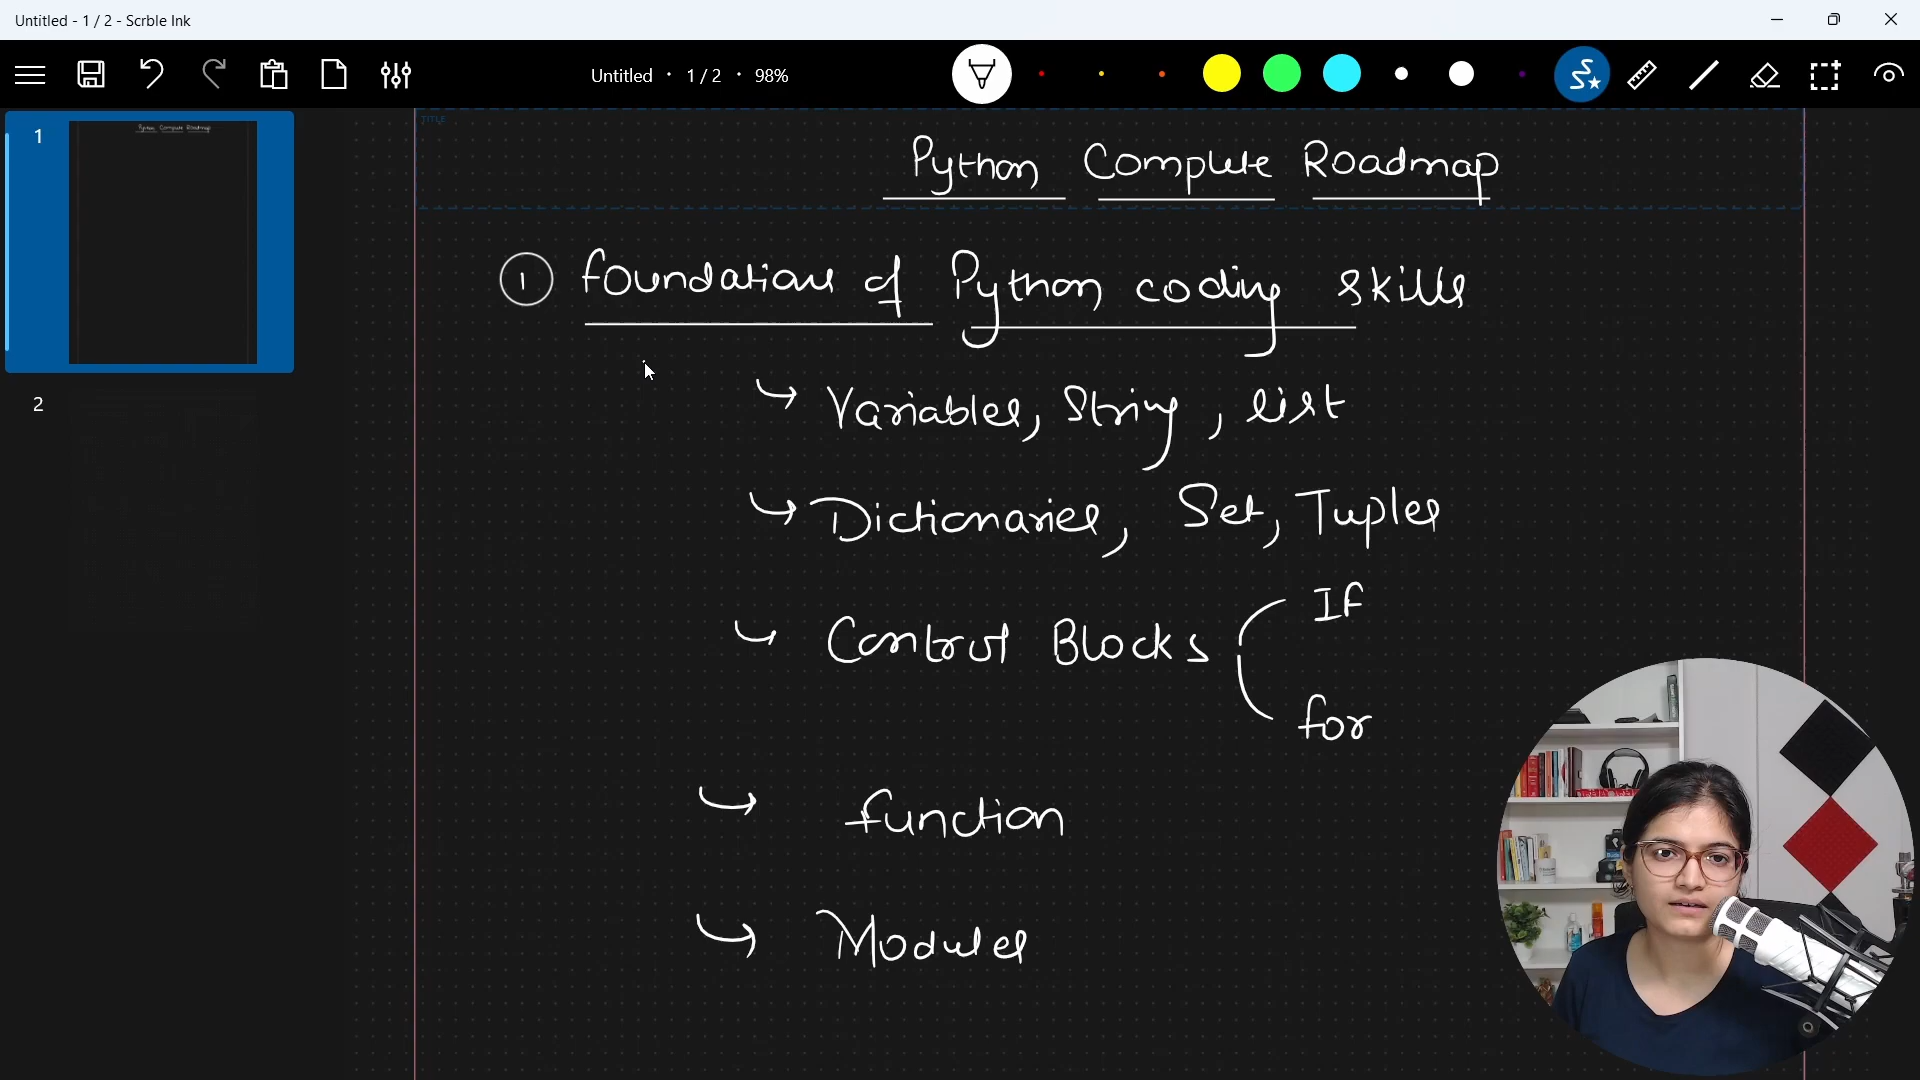 Untitled - 1 / 2 - Scrble Ink
Untitled • 1 / 2 • 98%
1
2
TITLE
Python Complete Roadmap
1 foundation of Python coding skills
Variables, String, list
Dictionaries, Set, Tuples
Control Blocks
If
for
function
Modules